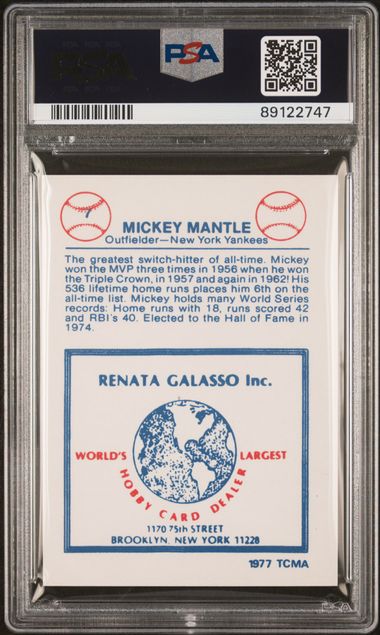 PSA
PSA
89122747
7
MICKEY MANTLE
Outfielder—New York Yankees
The greatest switch-hitter of all-time. Mickey
won the MVP three times in 1956 when he won
the Triple Crown, in 1957 and again in 1962! His
536 lifetime home runs places him 6th on the
all-time list. Mickey holds many World Series
records: Home runs with 18, runs scored 42
and RBI's 40. Elected to the Hall of Fame in
1974.
RENATA GALASSO Inc.
WORLD'S LARGEST
HOBBY CARD DEALER
1170 75th STREET
BROOKLYN, NEW YORK 11228
1977 TCMA